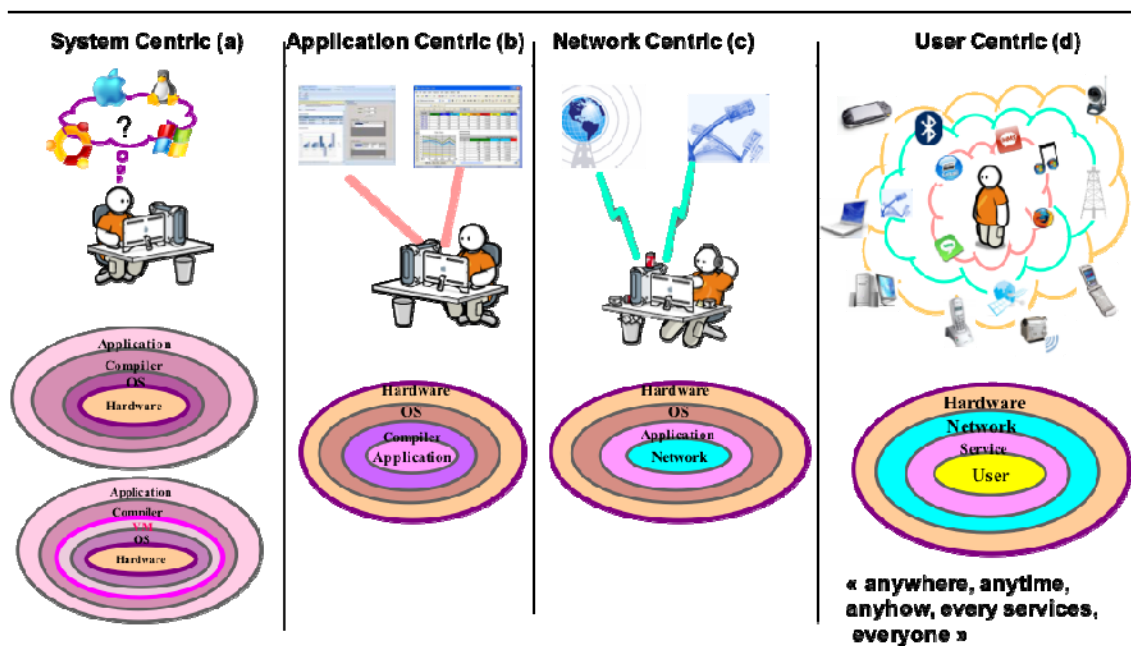 System Centric (a)
Application Centric (b)
Network Centric (c)
User Centric (d)
?
Application
Compiler
OS
Hardware
Application
Compiler
VM
OS
Hardware
Hardware
OS
Compiler
Application
Hardware
OS
Application
Network
Hardware
Network
Service
User
« anywhere, anytime,
anyhow, every services,
everyone »